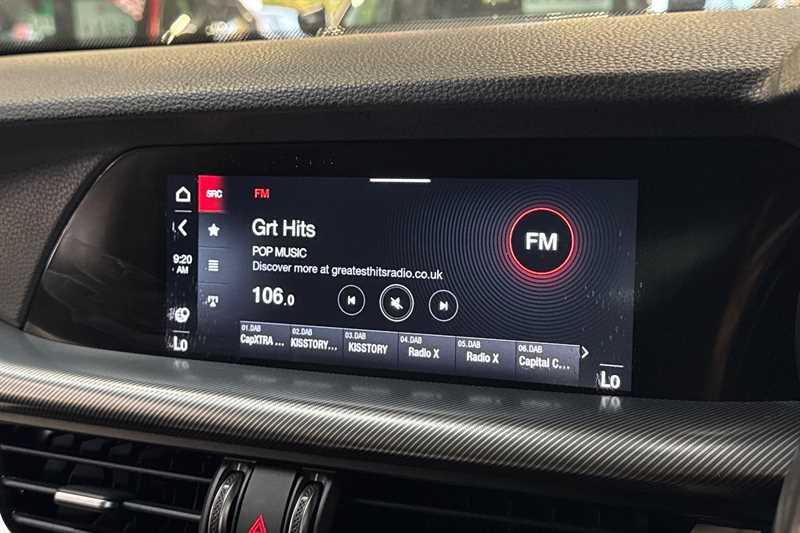 SRC FM
Grt Hits
POP MUSIC
Discover more at greatesthitsradio.co.uk
FM
9:20
AM
106.0
01.DAB 02.DAB 03.DAB 04.DAB 05.DAB 06.DAB
CapXTRA ... KISSTORY... KISSTORY Radio X Radio X Capital C...
Lo Lo